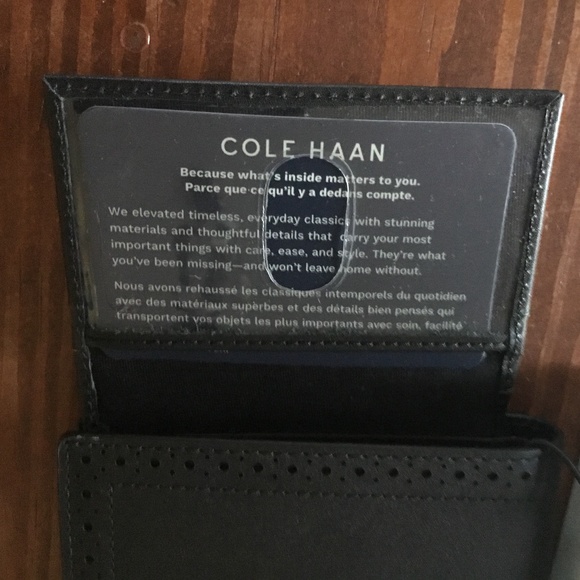 COLE HAAN
Because what's inside matters to you.
Parce que ce qu'il y a dedans compte.
We elevated timeless, everyday classics with stunning
materials and thoughtful details that carry your most
important things with care, ease, and style. They're what
you've been missing—and won't leave home without.
Nous avons rehaussé les classiques intemporels du quotidien
avec des matériaux superbes et des détails bien pensés qui
transportent vos objets les plus importants avec soin, facilité